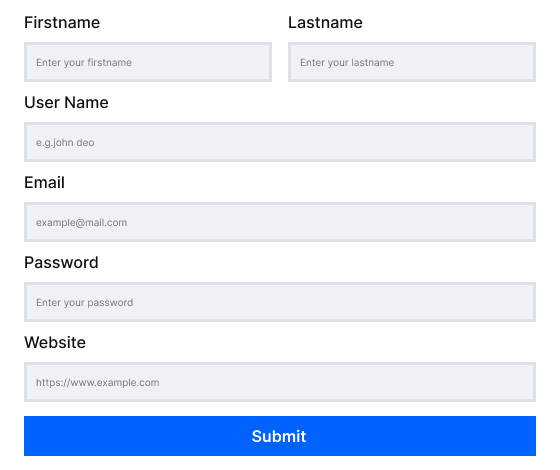 Firstname Lastname
Enter your firstname Enter your lastname
User Name
e.g.john deo
Email
example@mail.com
Password
Enter your password
Website
https://www.example.com
Submit